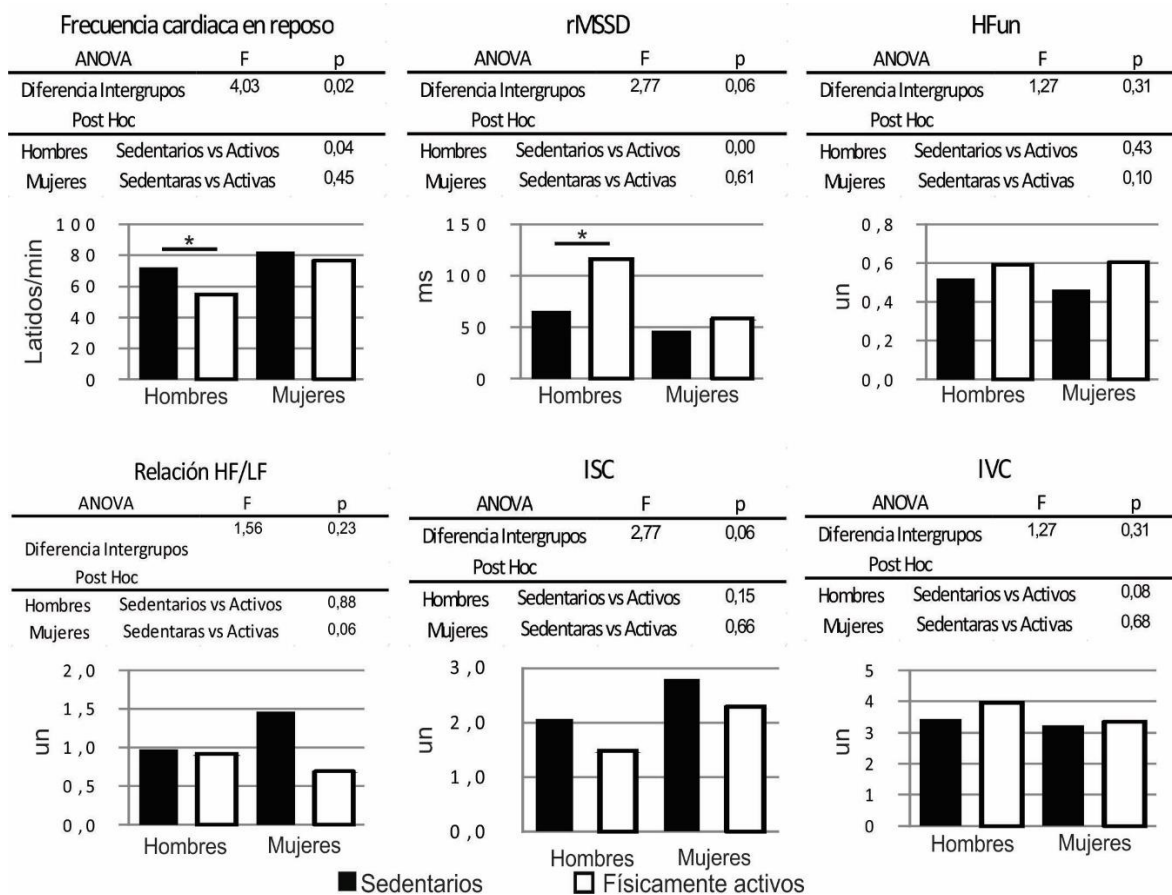 Frecuencia cardiaca en reposo
ANOVA F p
Diferencia Intergrupos 4,03 0,02
Post Hoc
Hombres Sedentarios vs Activos 0,04
Mujeres Sedentaras vs Activas 0,45
Latidos/min
100
80
60
40
20
0
*
Hombres Mujeres
rMSSD
ANOVA F p
Diferencia Intergrupos 2,77 0,06
Post Hoc
Hombres Sedentarios vs Activos 0,00
Mujeres Sedentaras vs Activas 0,61
ms
150
100
50
0
*
Hombres Mujeres
HFun
ANOVA F p
Diferencia Intergrupos 1,27 0,31
Post Hoc
Hombres Sedentarios vs Activos 0,43
Mujeres Sedentaras vs Activas 0,10
un
0,8
0,6
0,4
0,2
0,0
Hombres Mujeres
Relación HF/LF
ANOVA F p
1,56 0,23
Diferencia Intergrupos
Post Hoc
Hombres Sedentarios vs Activos 0,88
Mujeres Sedentaras vs Activas 0,06
un
2,0
1,5
1,0
0,5
0,0
Hombres Mujeres
ISC
ANOVA F p
Diferencia Intergrupos 2,77 0,06
Post Hoc
Hombres Sedentarios vs Activos 0,15
Mujeres Sedentaras vs Activas 0,66
un
3,0
2,0
1,0
0,0
Hombres Mujeres
IVC
ANOVA F p
Diferencia Intergrupos 1,27 0,31
Post Hoc
Hombres Sedentarios vs Activos 0,08
Mujeres Sedentaras vs Activas 0,68
un
5
4
3
2
1
0
Hombres Mujeres
Sedentarios Físicamente activos